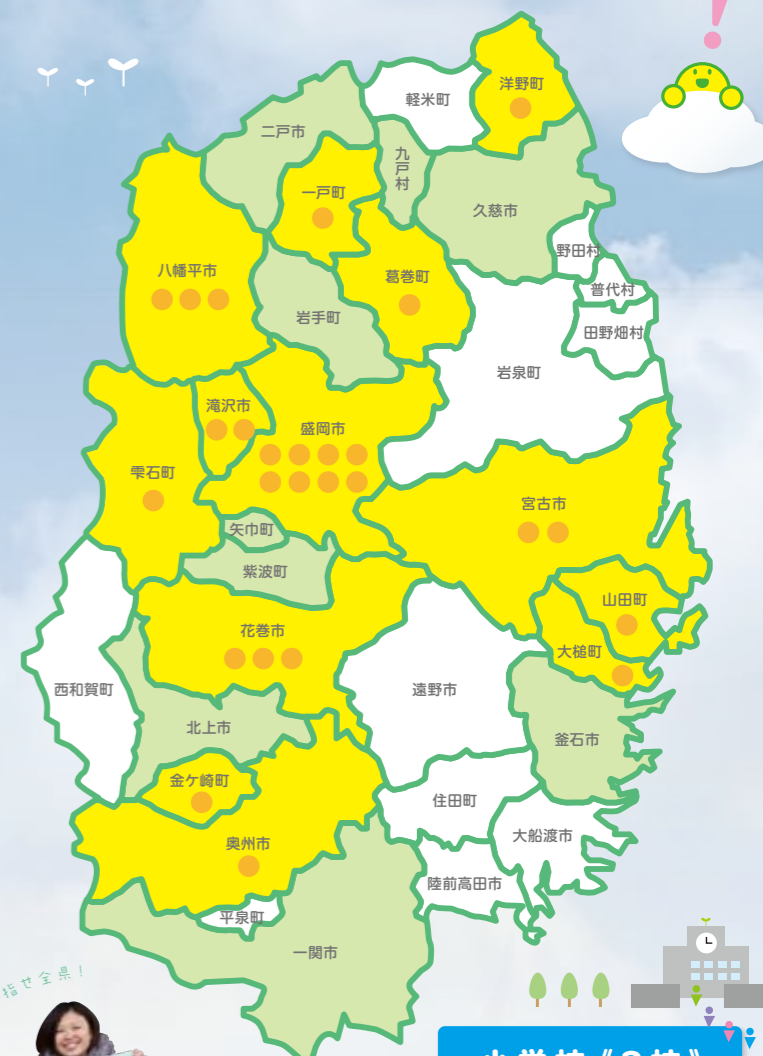 ！
洋野町
軽米町
二戸市
九戸村
一戸町
久慈市
野田村
八幡平市
葛巻町
普代村
岩手町
田野畑村
岩泉町
滝沢市
盛岡市
雫石町
宮古市
矢巾町
紫波町
山田町
花巻市
大槌町
西和賀町
遠野市
北上市
釜石市
金ケ崎町
住田町
奥州市
大船渡市
陸前高田市
平泉町
一関市
指せ全県！